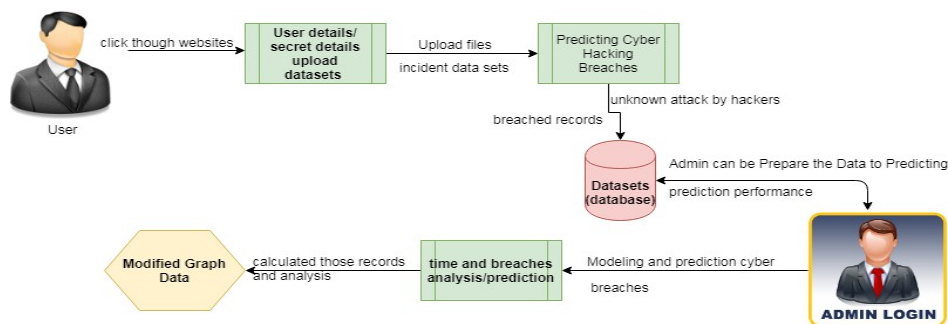 click though websites
User details/
secret details
upload
datasets
Upload files
incident data sets
Predicting Cyber
Hacking
Breaches
User
unknown attack by hackers
breached records
Datasets
(database)
Admin can be Prepare the Data to Predicting
prediction performance
Modified Graph
Data
calculated those records
and analysis
time and breaches
analysis/prediction
Modeling and prediction cyber
breaches
ADMIN LOGIN